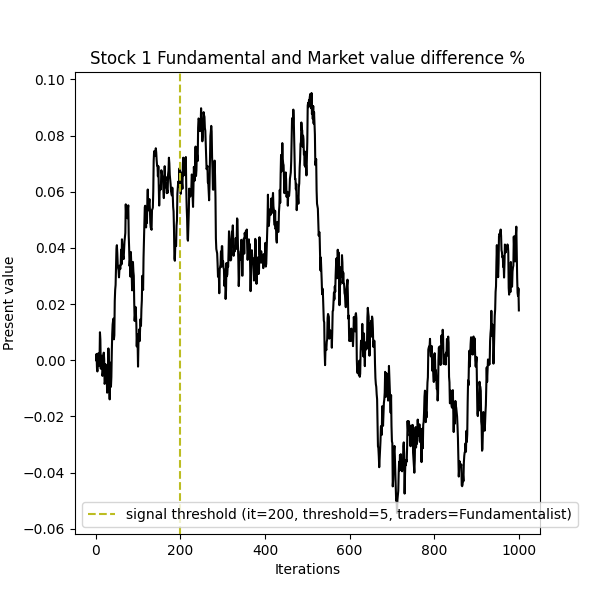 Stock 1 Fundamental and Market value difference %
0.10
0.08
0.06
0.04
0.02
0.00
−0.02
−0.04
−0.06
Present value
signal threshold (it=200, threshold=5, traders=Fundamentalist)
0 200 400 600 800 1000
Iterations